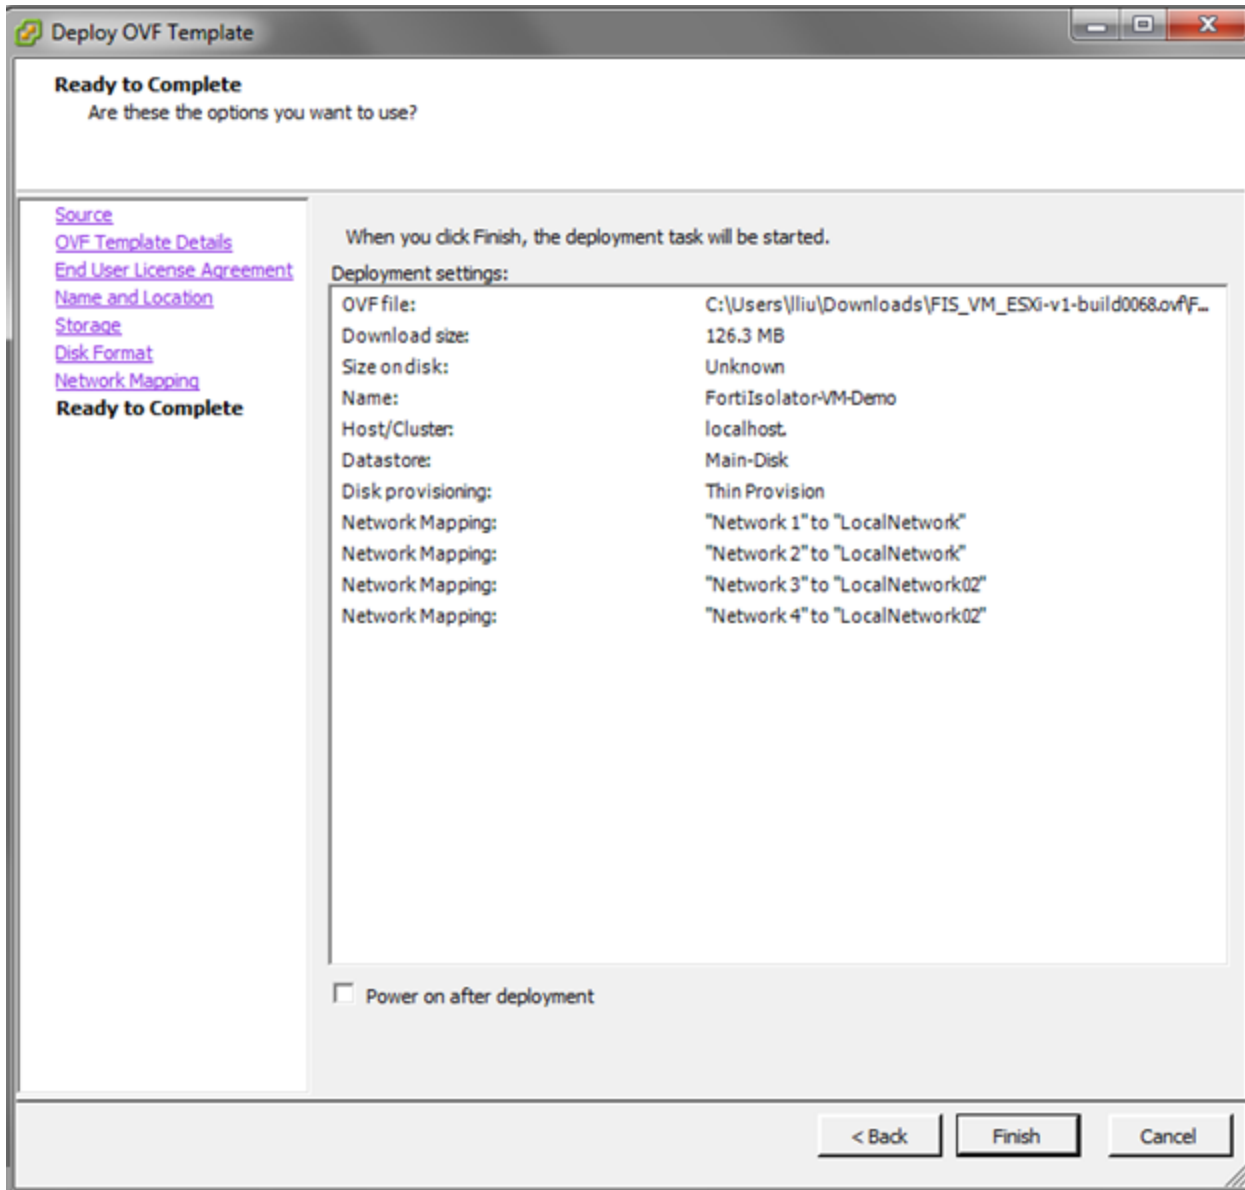 Deploy OVF Template
Ready to Complete
Are these the options you want to use?
Source
OVF Template Details
End User License Agreement
Name and Location
Storage
Disk Format
Network Mapping
Ready to Complete
When you click Finish, the deployment task will be started.
Deployment settings:
OVF file: C:\Users\lliu\Downloads\FIS_VM_ESXi-v1-build0068.ovf\F...
Download size: 126.3 MB
Size on disk: Unknown
Name: FortiIsolator-VM-Demo
Host/Cluster: localhost.
Datastore: Main-Disk
Disk provisioning: Thin Provision
Network Mapping: "Network 1" to "LocalNetwork"
Network Mapping: "Network 2" to "LocalNetwork"
Network Mapping: "Network 3" to "LocalNetwork02"
Network Mapping: "Network 4" to "LocalNetwork02"
Power on after deployment
< Back Finish Cancel